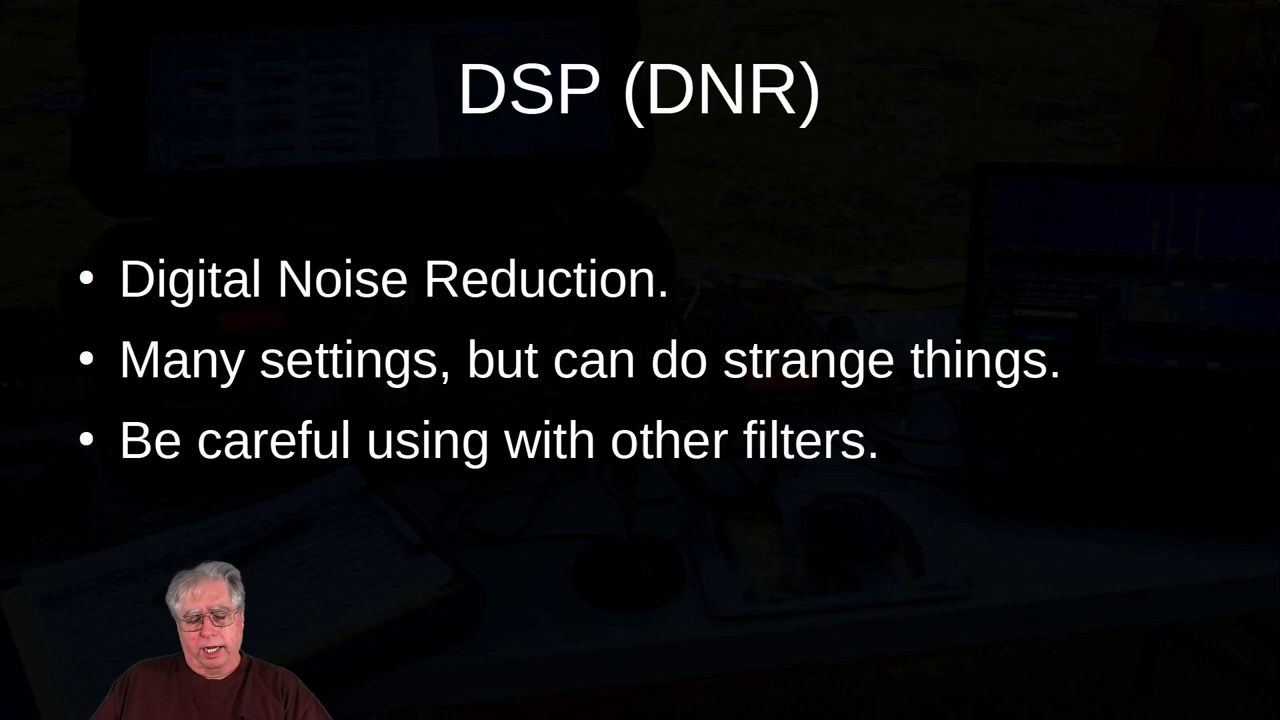 DSP (DNR)
• Digital Noise Reduction.
• Many settings, but can do strange things.
• Be careful using with other filters.